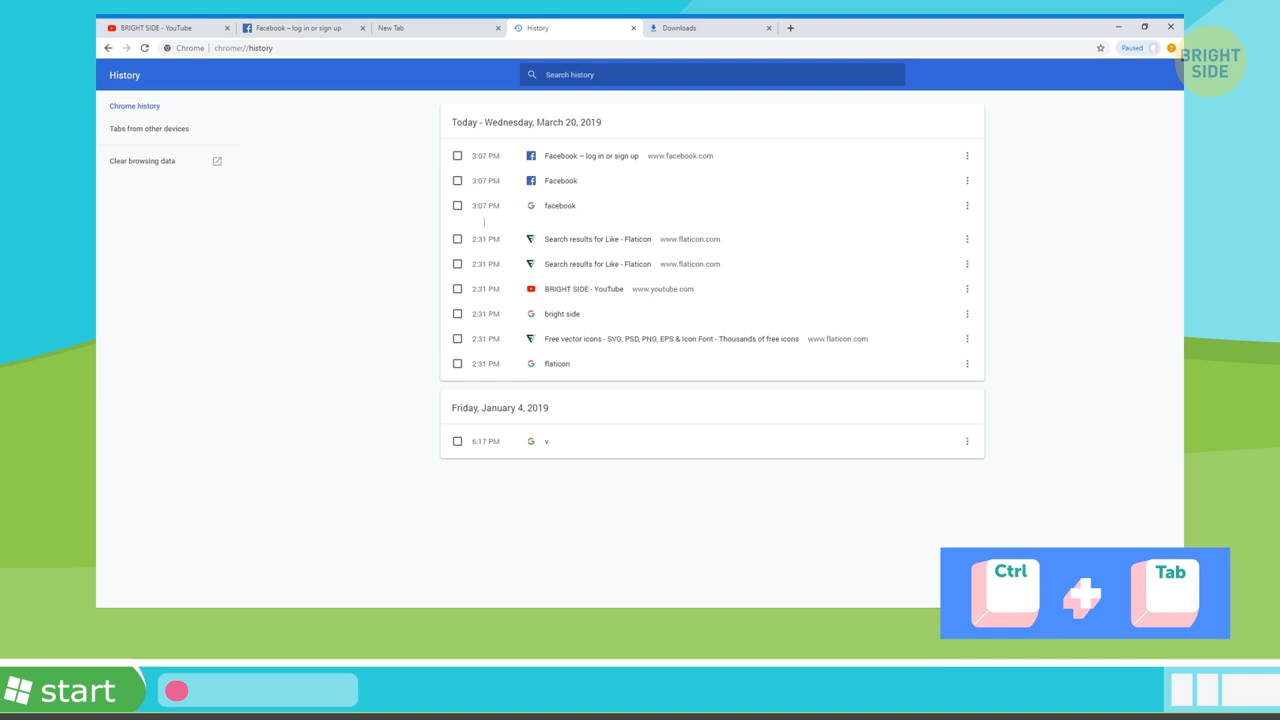 BRIGHT SIDE - YouTube
Facebook – log in or sign up
New Tab
History
Downloads
Chrome
chrome://history
Paused
BRIGHT
SIDE
History
Search history
Chrome history
Tabs from other devices
Clear browsing data
Today - Wednesday, March 20, 2019
3:07 PM Facebook – log in or sign up www.facebook.com
3:07 PM Facebook
3:07 PM facebook
2:31 PM Search results for Like - Flaticon www.flaticon.com
2:31 PM Search results for Like - Flaticon www.flaticon.com
2:31 PM BRIGHT SIDE - YouTube www.youtube.com
2:31 PM bright side
2:31 PM Free vector icons - SVG, PSD, PNG, EPS & Icon Font - Thousands of free icons www.flaticon.com
2:31 PM flaticon
Friday, January 4, 2019
6:17 PM v
Ctrl
Tab
start